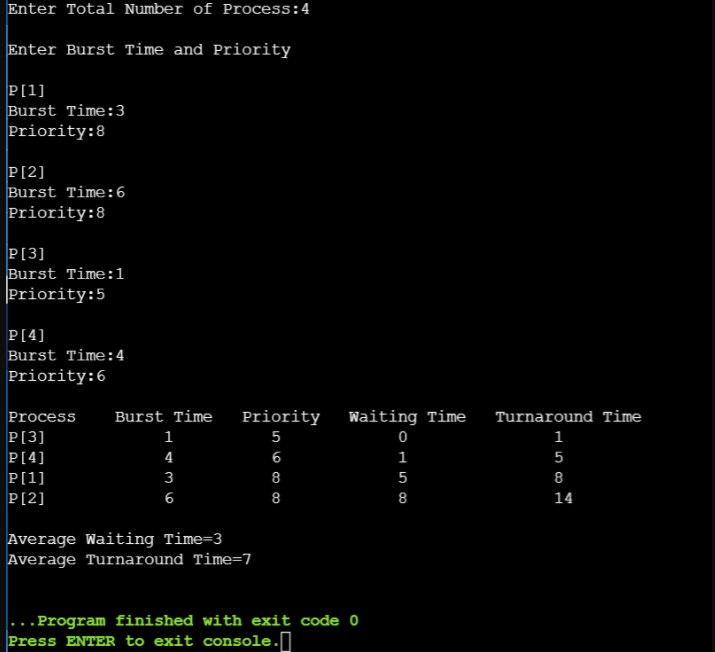 Enter Total Number of Process:4
Enter Burst Time and Priority
P[1]
Burst Time:3
Priority:8
P[2]
Burst Time:6
Priority:8
P[3]
Burst Time:1
Priority:5
P[4]
Burst Time:4
Priority:6
Process    Burst Time   Priority   Waiting Time   Turnaround Time
P[3]            1          5            0               1
P[4]            4          6            1               5
P[1]            3          8            5               8
P[2]            6          8            8               14
Average Waiting Time=3
Average Turnaround Time=7
...Program finished with exit code 0
Press ENTER to exit console.